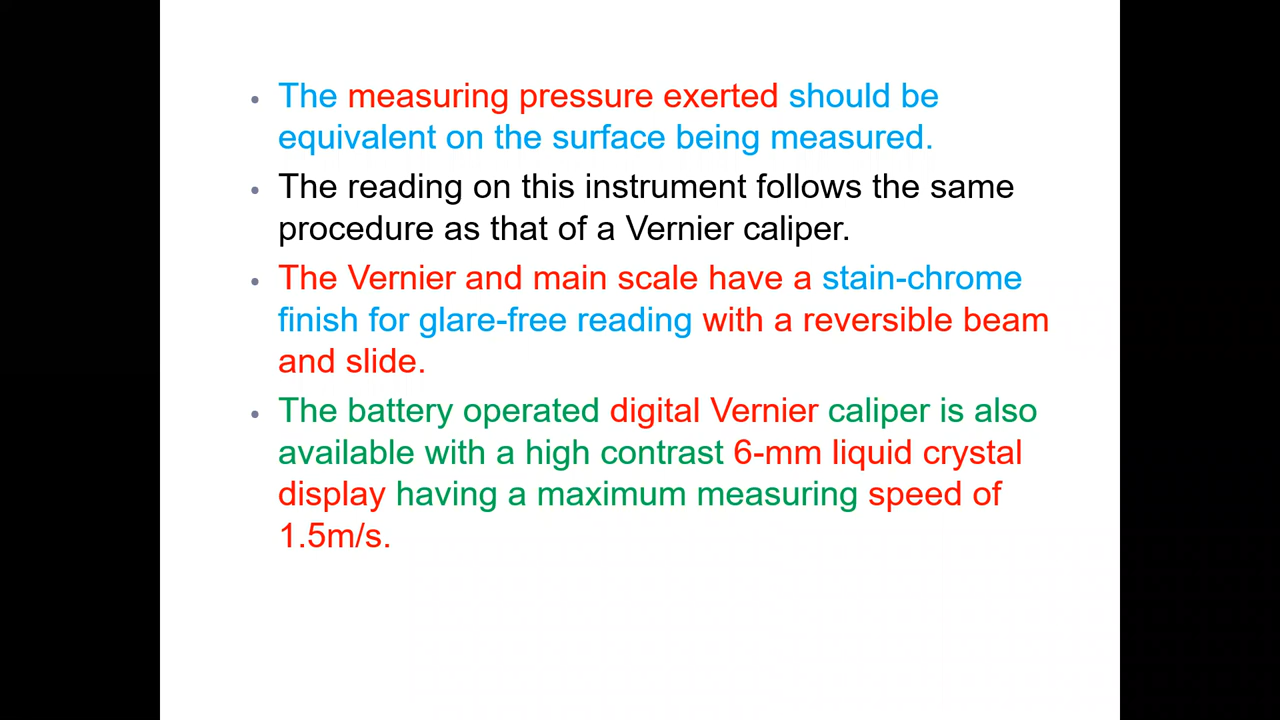 • The measuring pressure exerted should be
equivalent on the surface being measured.
• The reading on this instrument follows the same
procedure as that of a Vernier caliper.
• The Vernier and main scale have a stain-chrome
finish for glare-free reading with a reversible beam
and slide.
• The battery operated digital Vernier caliper is also
available with a high contrast 6-mm liquid crystal
display having a maximum measuring speed of
1.5m/s.